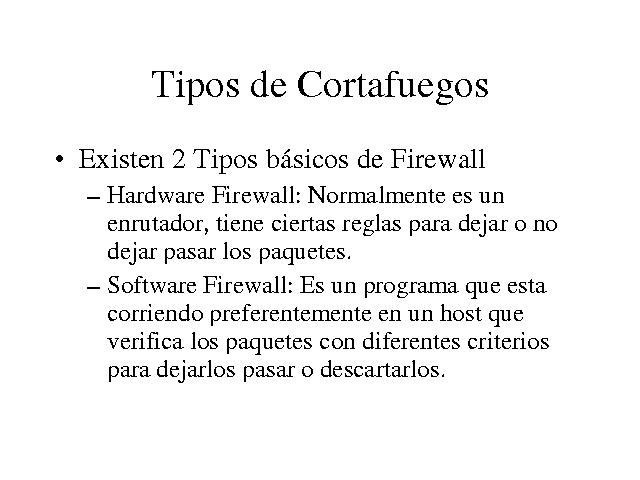 Tipos de Cortafuegos
• Existen 2 Tipos básicos de Firewall
– Hardware Firewall: Normalmente es un
enrutador, tiene ciertas reglas para dejar o no
dejar pasar los paquetes.
– Software Firewall: Es un programa que esta
corriendo preferentemente en un host que
verifica los paquetes con diferentes criterios
para dejarlos pasar o descartarlos.